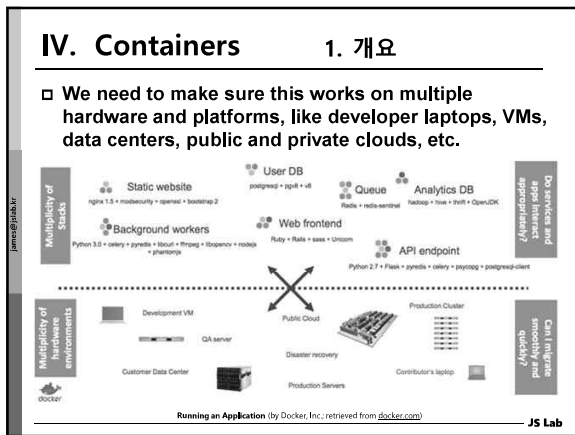 IV. Containers 1. 개요
□ We need to make sure this works on multiple
hardware and platforms, like developer laptops, VMs,
data centers, public and private clouds, etc.
james@jslab.kr
Multiplicity of
Stacks
Static website
nginx 1.5 + modsecurity + openssl + bootstrap 2
User DB
postgresql + pgv8 + v8
Queue
Redis + redis-sentinel
Analytics DB
hadoop + hive + thrift + OpenJDK
Background workers
Python 3.0 + celery + pyredis + libcurl + ffmpeg + libopencv + nodejs
+ phantomjs
Web frontend
Ruby + Rails + sass + Unicorn
API endpoint
Python 2.7 + Flask + pyredis + celery + psycopg + postgresql-client
Do services and
apps interact
appropriately?
Multiplicity of
hardware
environments
Development VM
QA server
Customer Data Center
Public Cloud
Disaster recovery
Production Servers
Production Cluster
Contributor's laptop
Can I migrate
smoothly and
quickly?
docker
Running an Application (by Docker, Inc.; retrieved from docker.com)
JS Lab